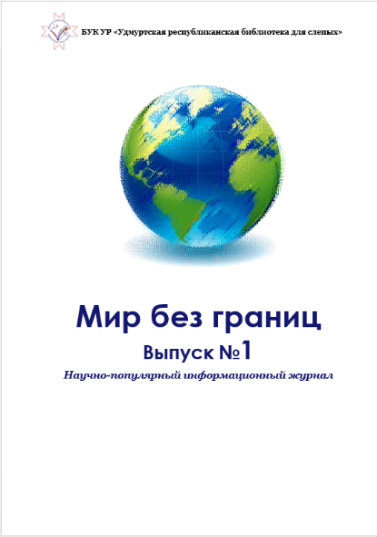 БУК УР «Удмуртская республиканская библиотека для слепых»
Мир без границ
Выпуск №1
Научно-популярный информационный журнал